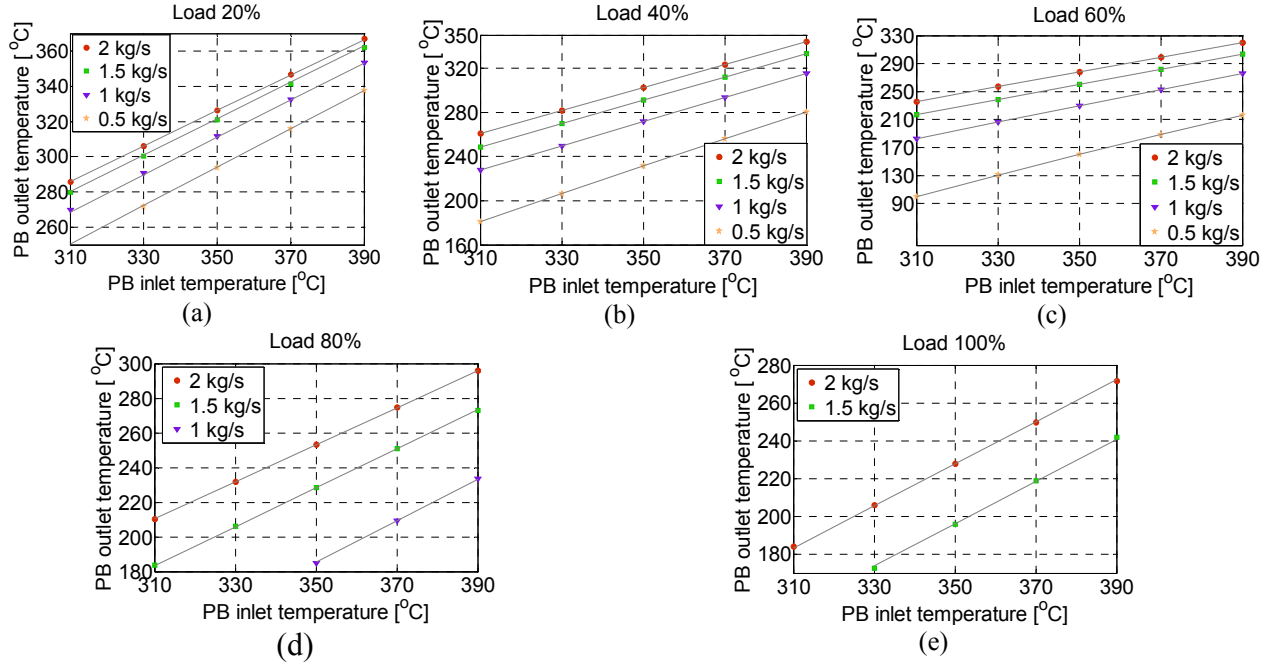 Load 20%
PB outlet temperature [ °C]
360
340
320
300
280
260
2 kg/s
1.5 kg/s
1 kg/s
0.5 kg/s
310 330 350 370 390
PB inlet temperature [°C]
(a)
Load 40%
PB outlet temperature [ °C]
350
320
280
240
200
160
2 kg/s
1.5 kg/s
1 kg/s
0.5 kg/s
310 330 350 370 390
PB inlet temperature [°C]
(b)
Load 60%
PB outlet temperature [ °C]
330
290
250
210
170
130
90
2 kg/s
1.5 kg/s
1 kg/s
0.5 kg/s
310 330 350 370 390
PB inlet temperature [°C]
(c)
Load 80%
PB outlet temperature [ °C]
300
280
260
240
220
200
180
2 kg/s
1.5 kg/s
1 kg/s
310 330 350 370 390
PB inlet temperature [°C]
(d)
Load 100%
PB outlet temperature [ °C]
280
260
240
220
200
180
2 kg/s
1.5 kg/s
310 330 350 370 390
PB inlet temperature [°C]
(e)